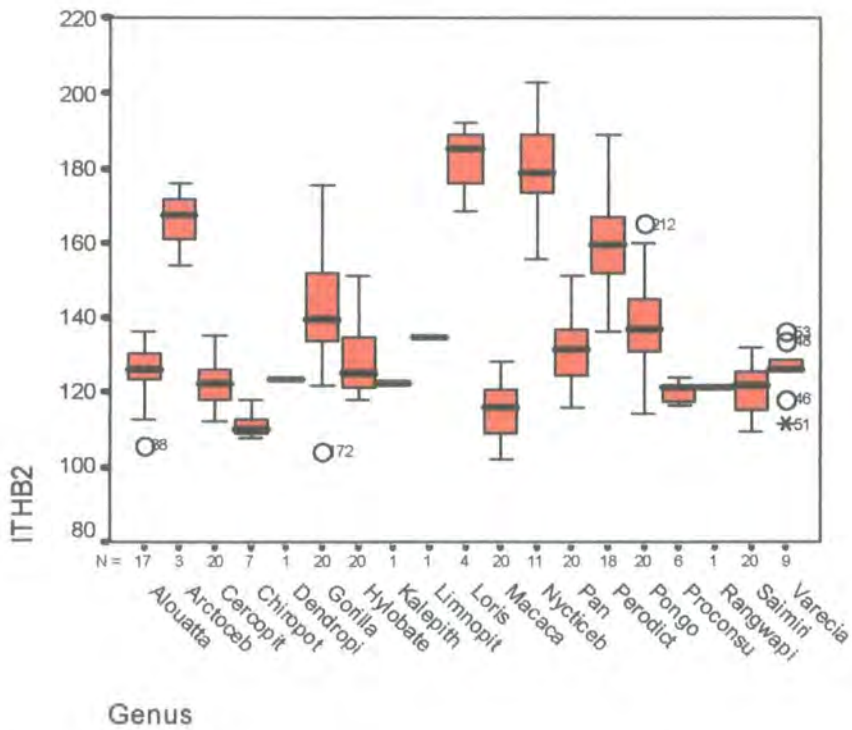 220
200
180
160
140
120
100
80
ITHB2
212
53
48
46
51
38
172
N = 17 3 20 7 1 20 20 1 1 4 20 11 20 18 20 6 1 20 9
Alouatta
Arctoceb
Cercopit
Chiropot
Dendropi
Gorilla
Hylobate
Kalepith
Limnopit
Loris
Macaca
Nycticeb
Pan
Perodict
Pongo
Proconsu
Rangwapi
Saimiri
Varecia
Genus